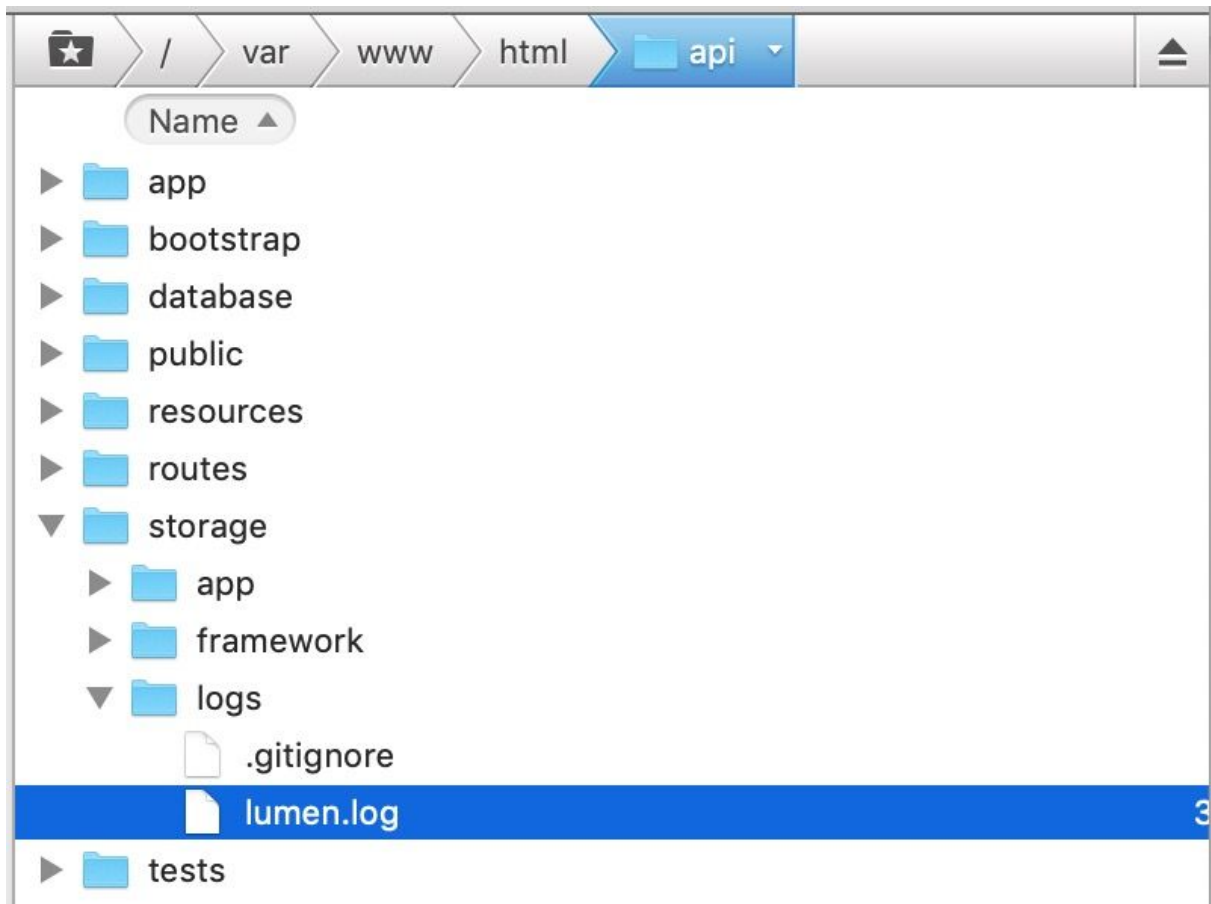 / var www html api
Name
app
bootstrap
database
public
resources
routes
storage
app
framework
logs
.gitignore
lumen.log 3
tests